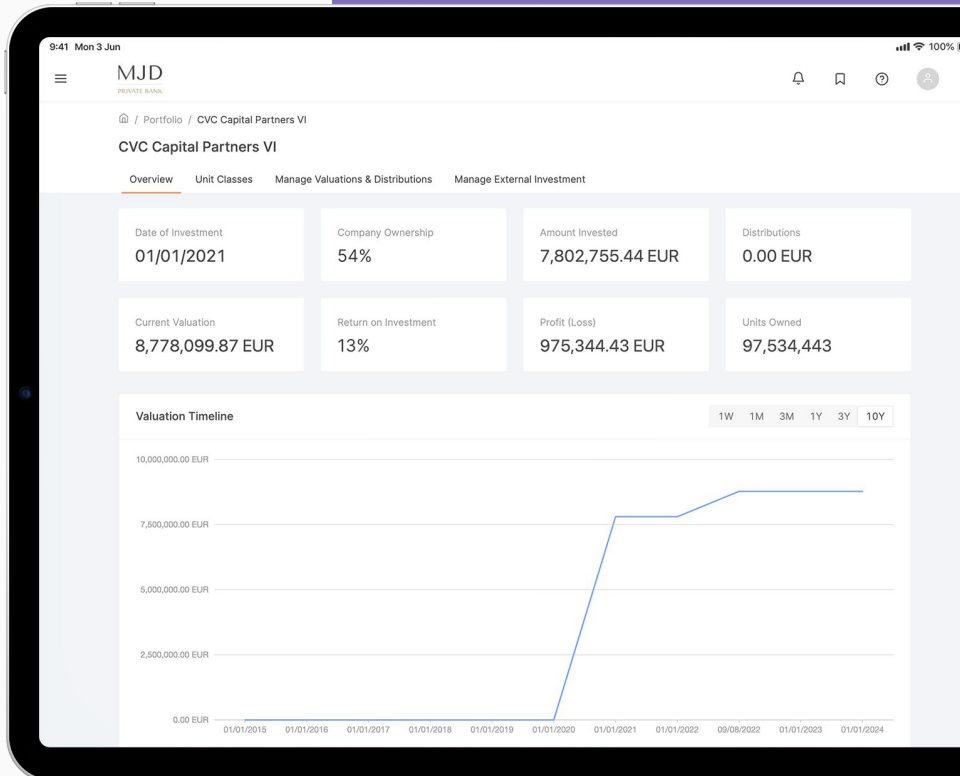 9:41 Mon 3 Jun
100%
MJD
PRIVATE BANK
/ Portfolio / CVC Capital Partners VI
CVC Capital Partners VI
Overview Unit Classes Manage Valuations & Distributions Manage External Investment
Date of Investment Company Ownership Amount Invested Distributions
01/01/2021 54% 7,802,755.44 EUR 0.00 EUR
Current Valuation Return on Investment Profit (Loss) Units Owned
8,778,099.87 EUR 13% 975,344.43 EUR 97,534,443
Valuation Timeline 1W 1M 3M 1Y 3Y 10Y
10,000,000.00 EUR
7,500,000.00 EUR
5,000,000.00 EUR
2,500,000.00 EUR
0.00 EUR
01/01/2015 01/01/2016 01/01/2017 01/01/2018 01/01/2019 01/01/2020 01/01/2021 01/01/2022 09/08/2022 01/01/2023 01/01/2024